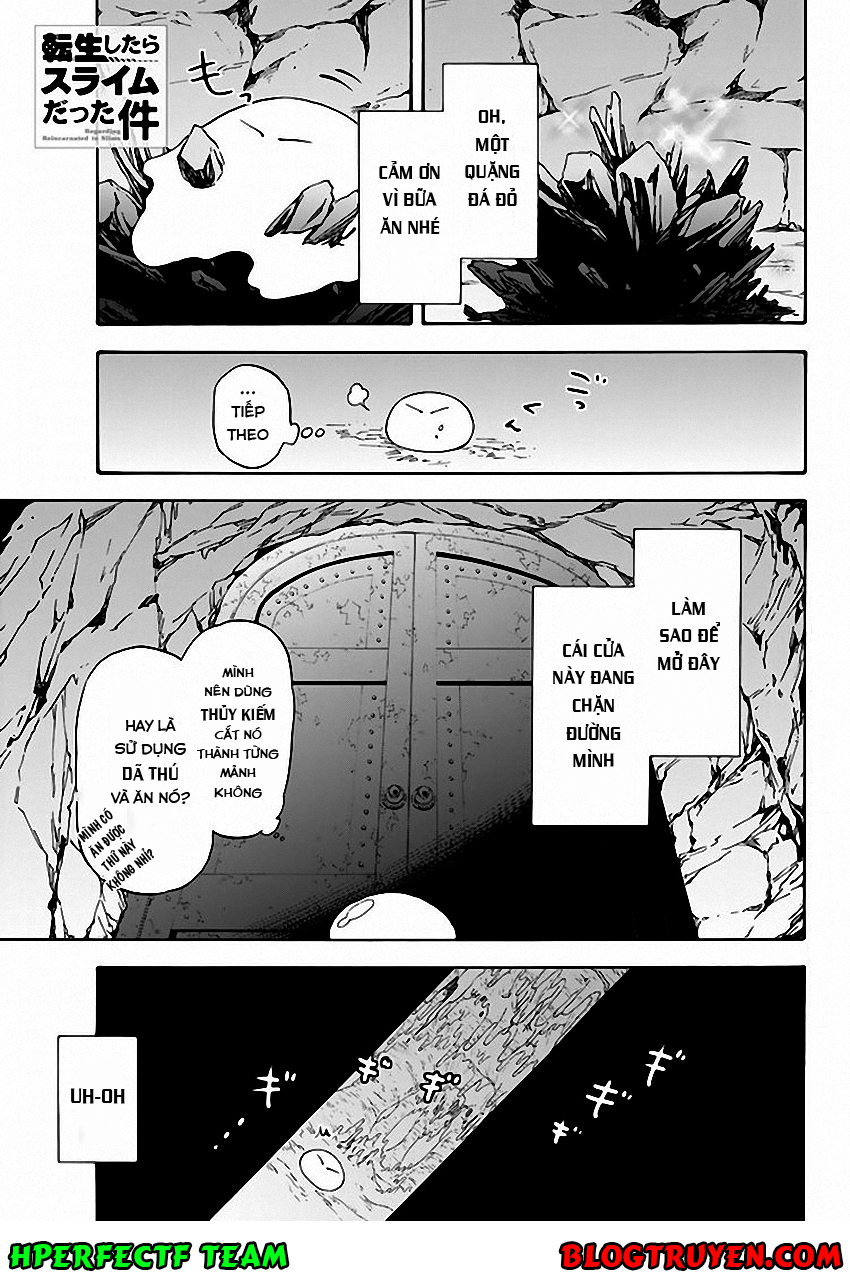 転生したら
スライム
だった件
Regarding
Reincarnated to Slime
OH,
MỘT
QUẶNG
ĐÁ ĐỎ
CẢM ƠN
VÌ BỮA
ĂN NHÉ
もぐっ
...
TIẾP
THEO
LÀM
SAO ĐỂ
MỞ ĐÂY
CÁI CỬA
NÀY ĐANG
CHẶN
ĐƯỜNG
MÌNH
MÌNH
NÊN DÙNG
THỦY KIẾM
CẮT NÓ
THÀNH TỪNG
MẢNH
KHÔNG
HAY LÀ
SỬ DỤNG
DÃ THÚ
VÀ ĂN NÓ?
MÌNH CÓ
ĂN ĐƯỢC
THỨ NÀY
KHÔNG NHỈ?
ギギギギギ
UH-OH
HPERFECTF TEAM
BLOGTRUYEN.COM